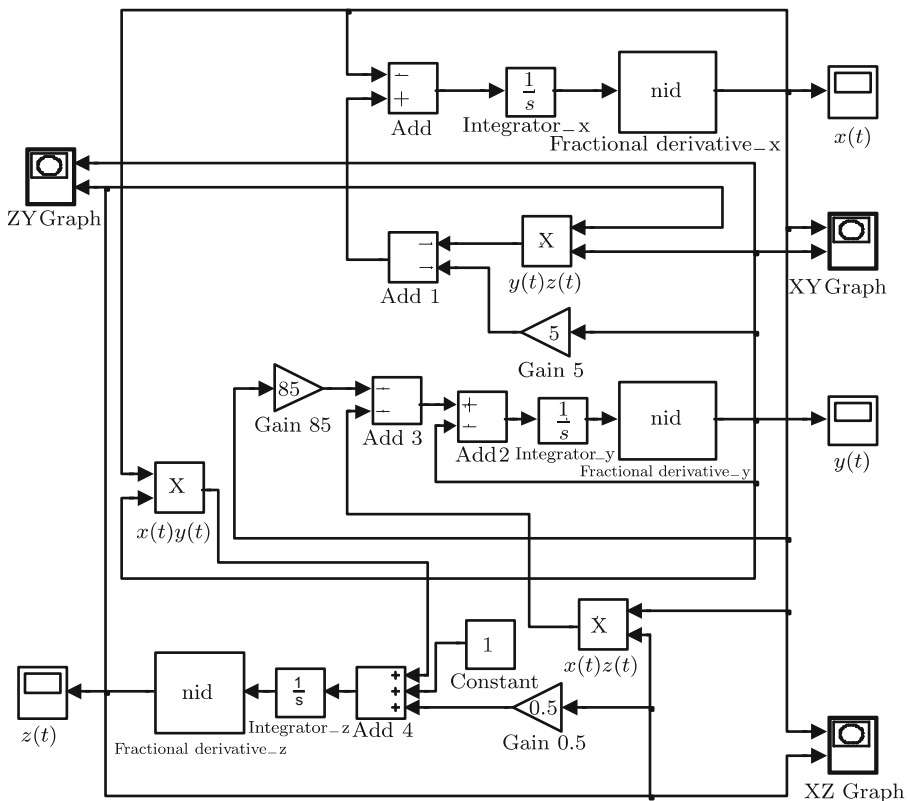 − + Add
1/s Integrator_x
nid Fractional derivative_x
x(t)
ZY Graph
Add 1
X y(t)z(t)
XY Graph
5 Gain 5
85 Gain 85
Add 3
+ − Add2
1/s Integrator_y
nid Fractional derivative_y
y(t)
X x(t)y(t)
X x(t)z(t)
1 Constant
z(t)
nid Fractional derivative_z
1/s Integrator_z
+ + + Add 4
0.5 Gain 0.5
XZ Graph